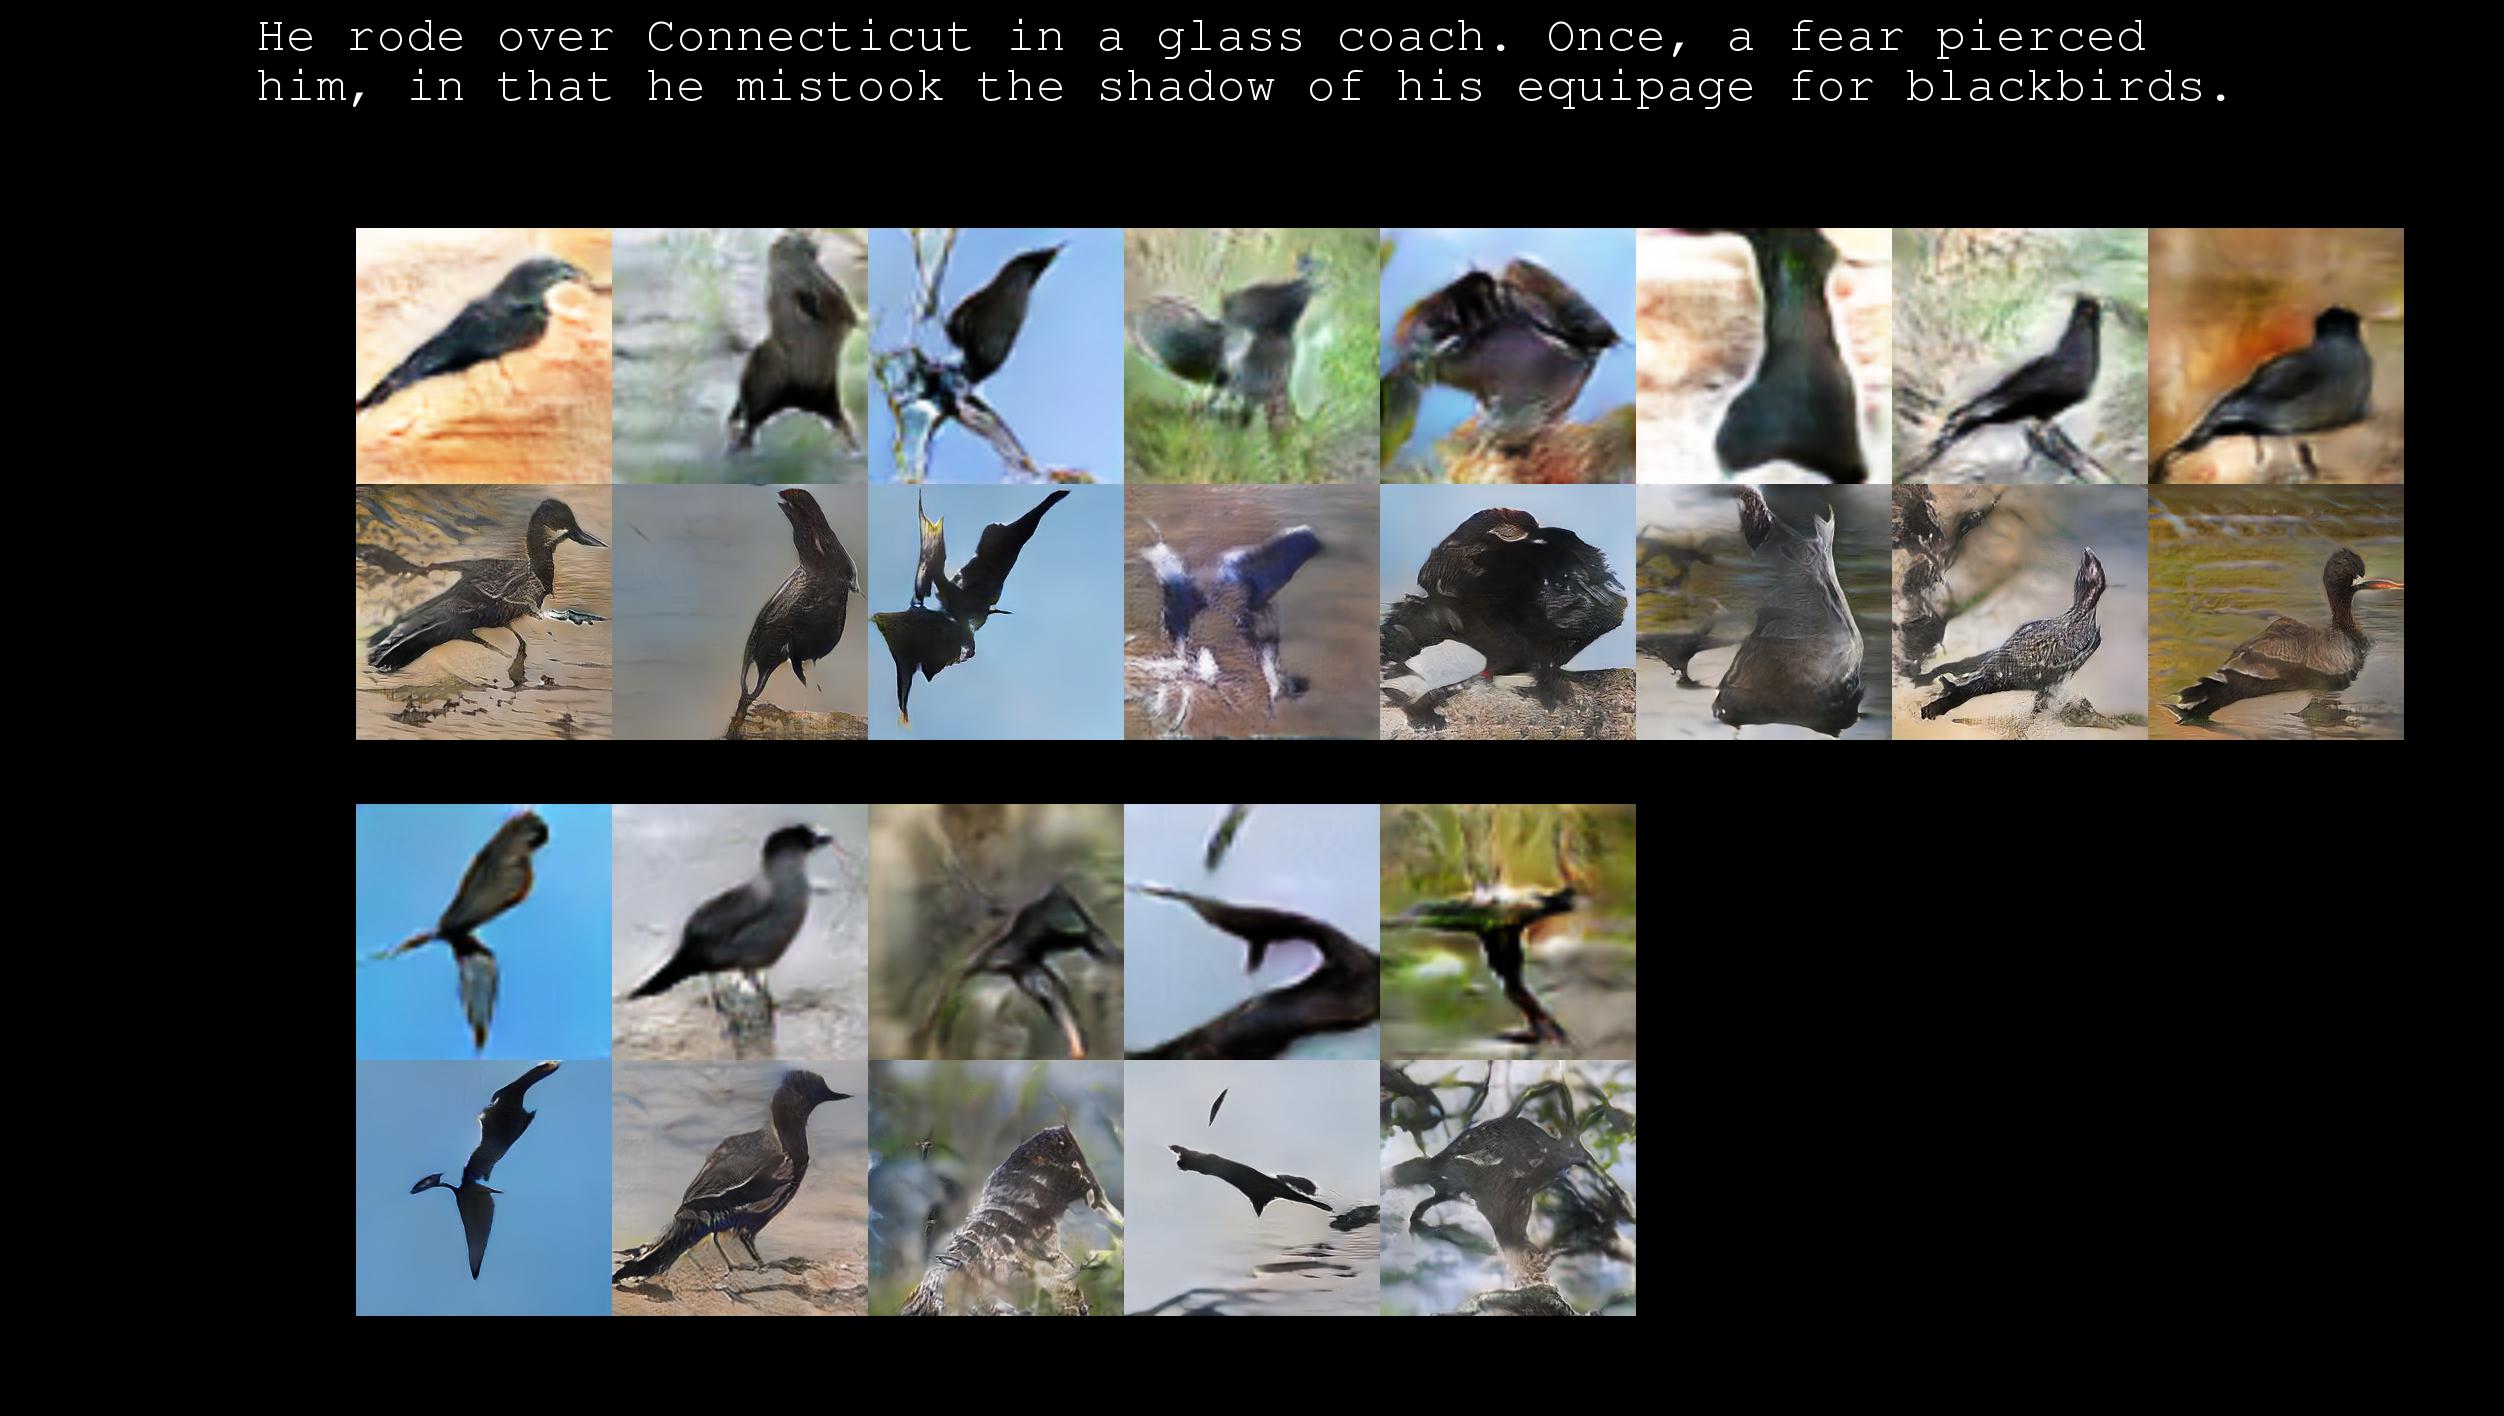 He rode over Connecticut in a glass coach. Once, a fear pierced
him, in that he mistook the shadow of his equipage for blackbirds.